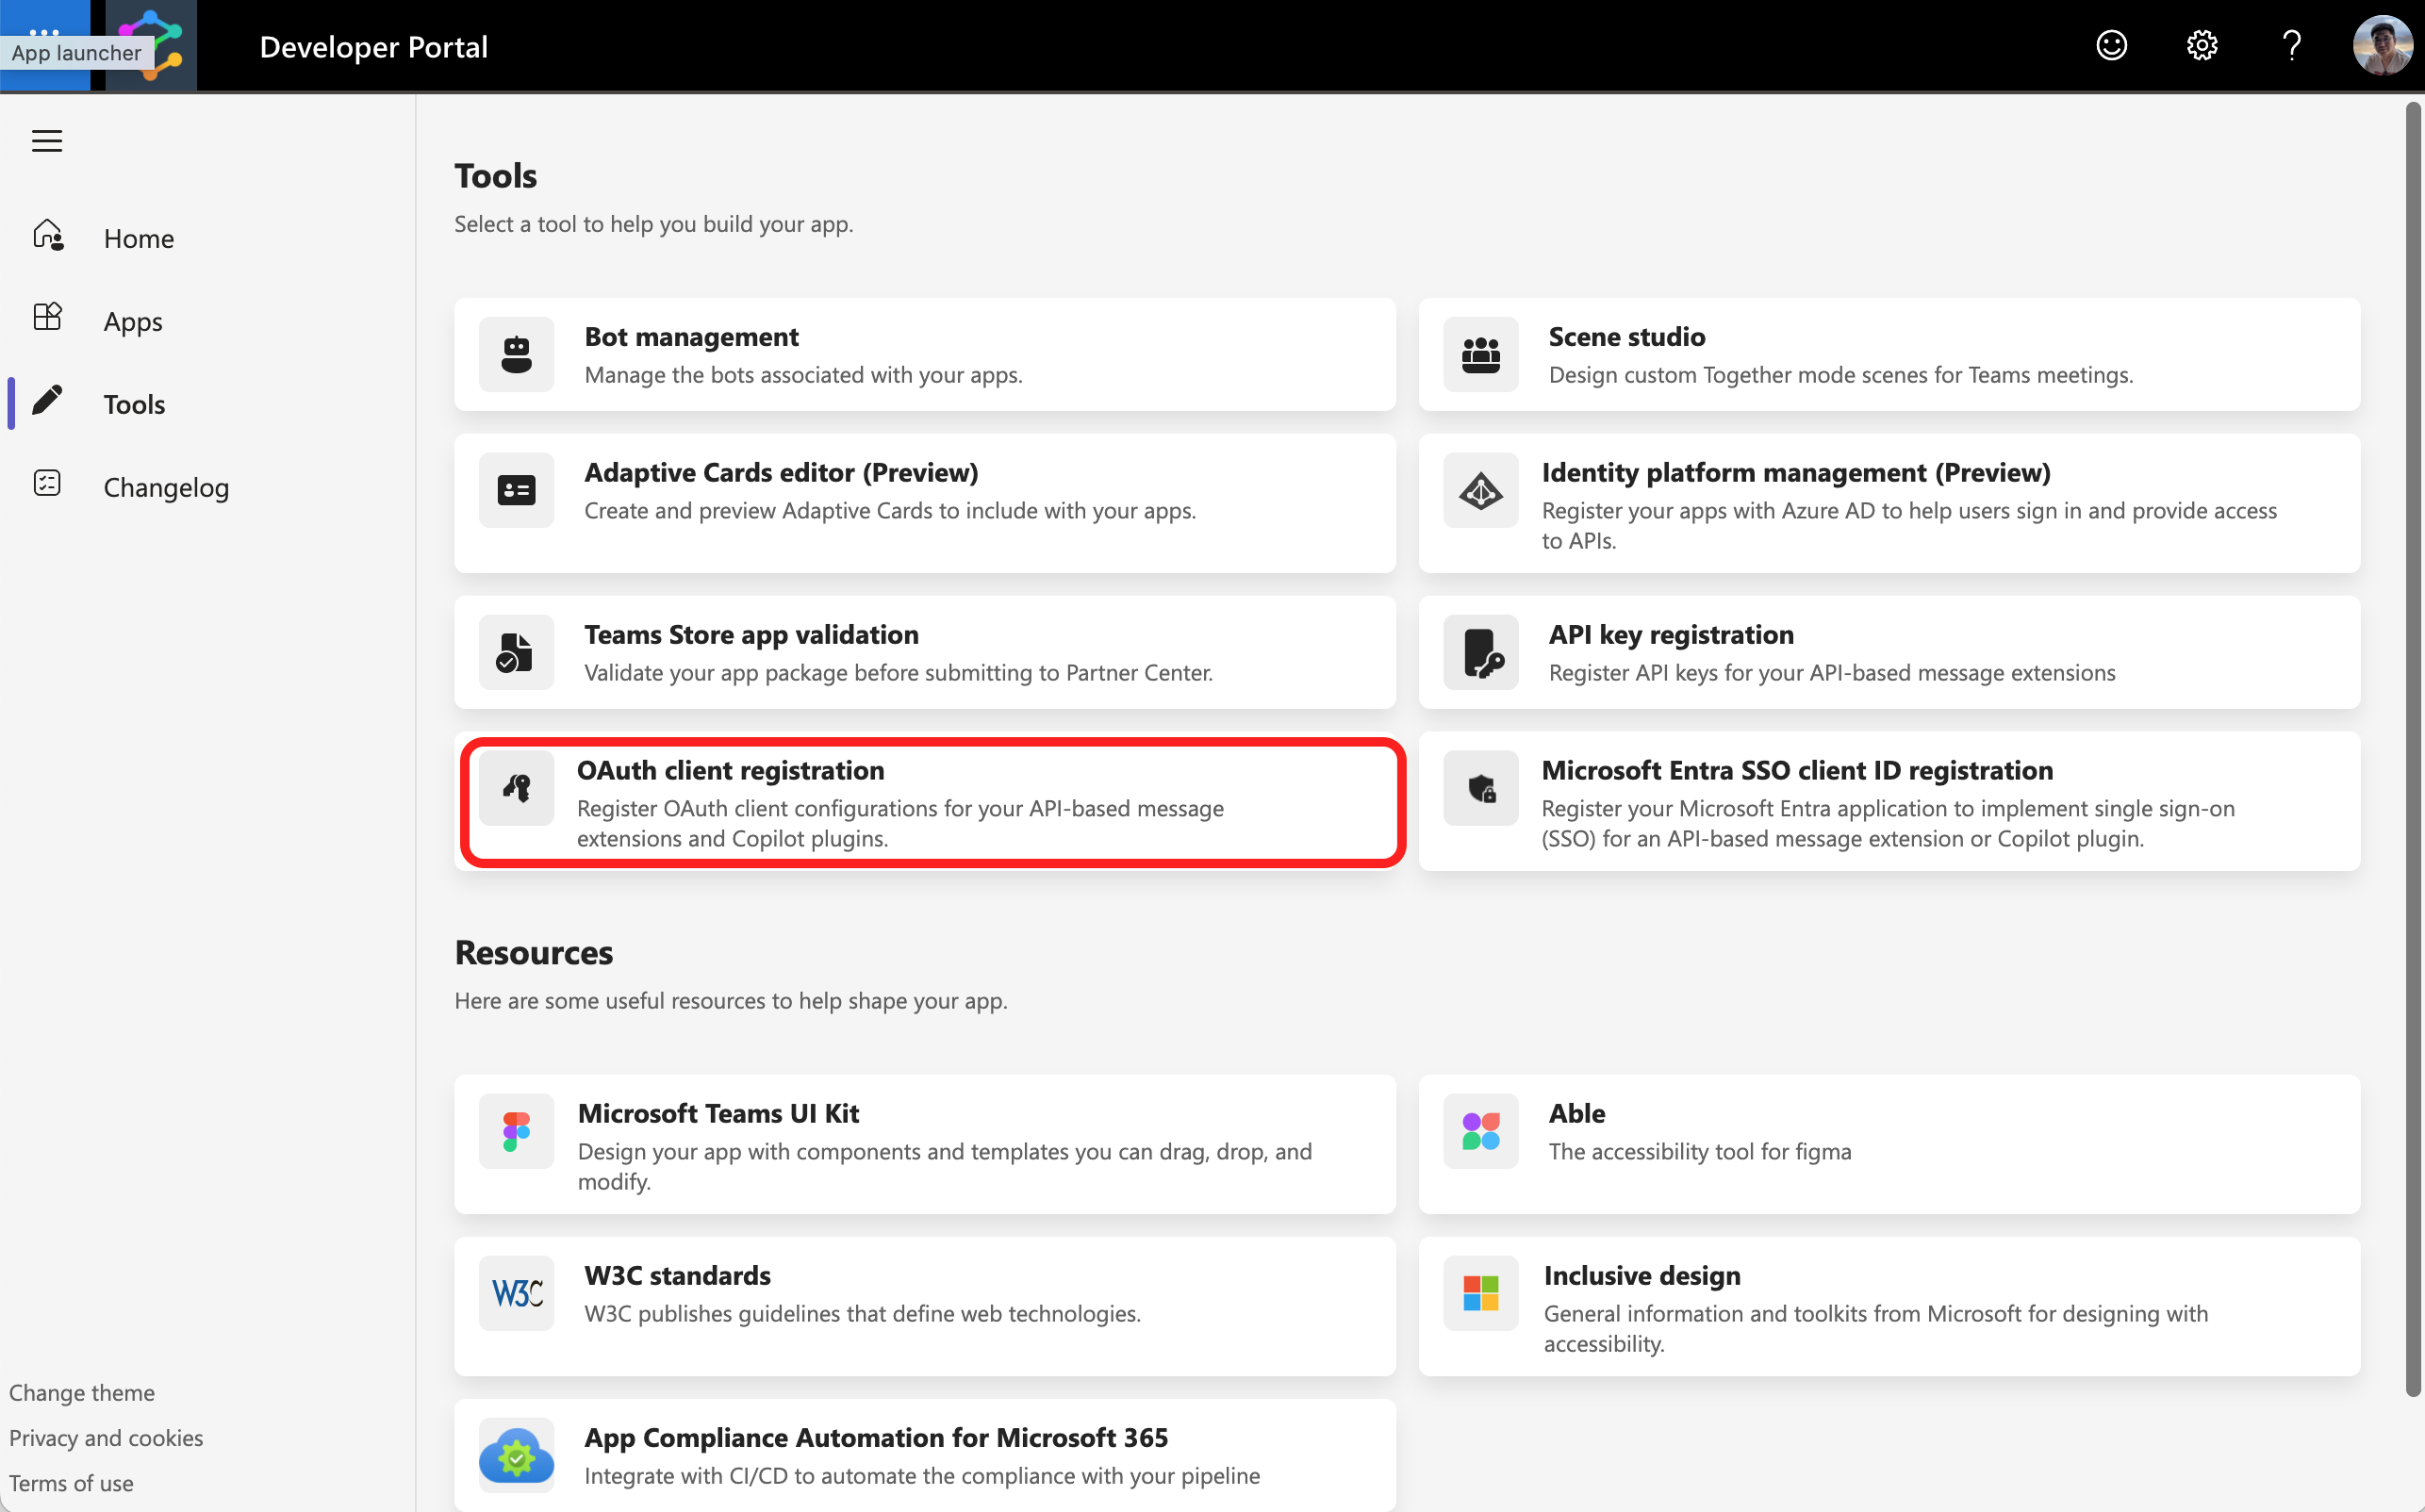 App launcher
Developer Portal
Home
Apps
Tools
Changelog
Tools
Select a tool to help you build your app.
Bot management
Manage the bots associated with your apps.
Scene studio
Design custom Together mode scenes for Teams meetings.
Adaptive Cards editor (Preview)
Create and preview Adaptive Cards to include with your apps.
Identity platform management (Preview)
Register your apps with Azure AD to help users sign in and provide access
to APIs.
Teams Store app validation
Validate your app package before submitting to Partner Center.
API key registration
Register API keys for your API-based message extensions
OAuth client registration
Register OAuth client configurations for your API-based message
extensions and Copilot plugins.
Microsoft Entra SSO client ID registration
Register your Microsoft Entra application to implement single sign-on
(SSO) for an API-based message extension or Copilot plugin.
Resources
Here are some useful resources to help shape your app.
Microsoft Teams UI Kit
Design your app with components and templates you can drag, drop, and
modify.
Able
The accessibility tool for figma
W3C
W3C standards
W3C publishes guidelines that define web technologies.
Inclusive design
General information and toolkits from Microsoft for designing with
accessibility.
App Compliance Automation for Microsoft 365
Integrate with CI/CD to automate the compliance with your pipeline
Change theme
Privacy and cookies
Terms of use